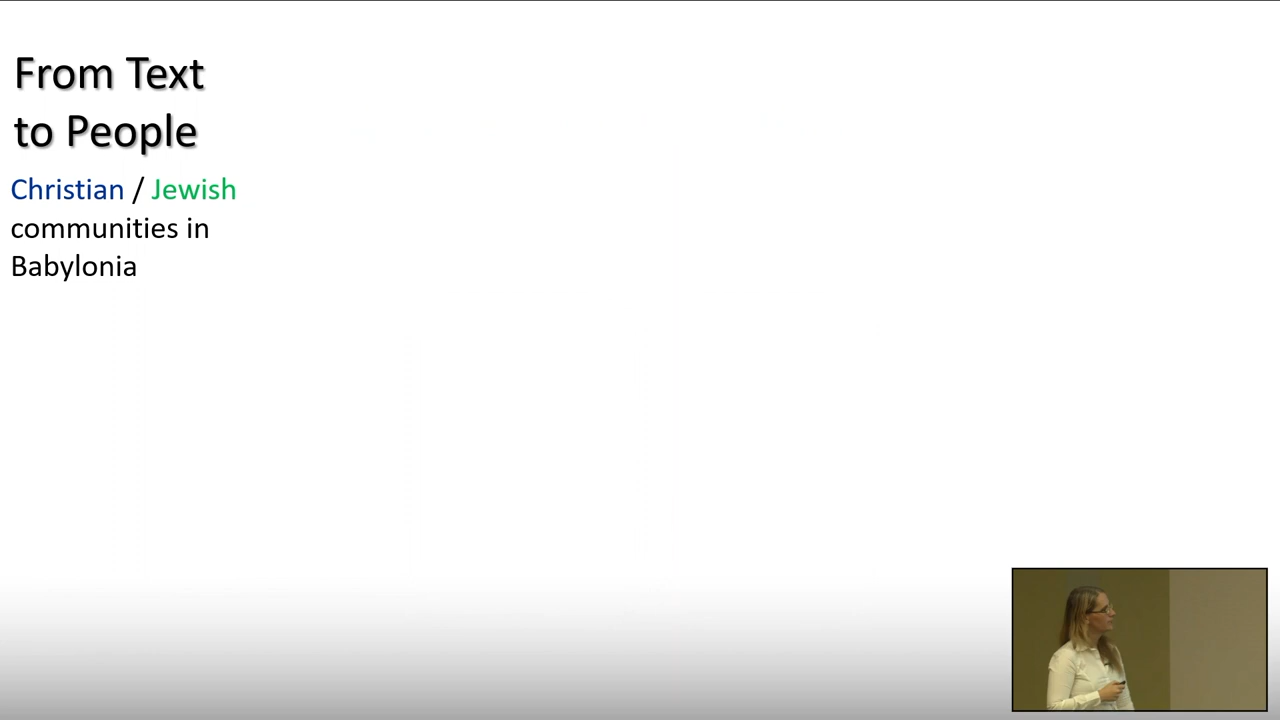 From Text
to People
Christian / Jewish
communities in
Babylonia